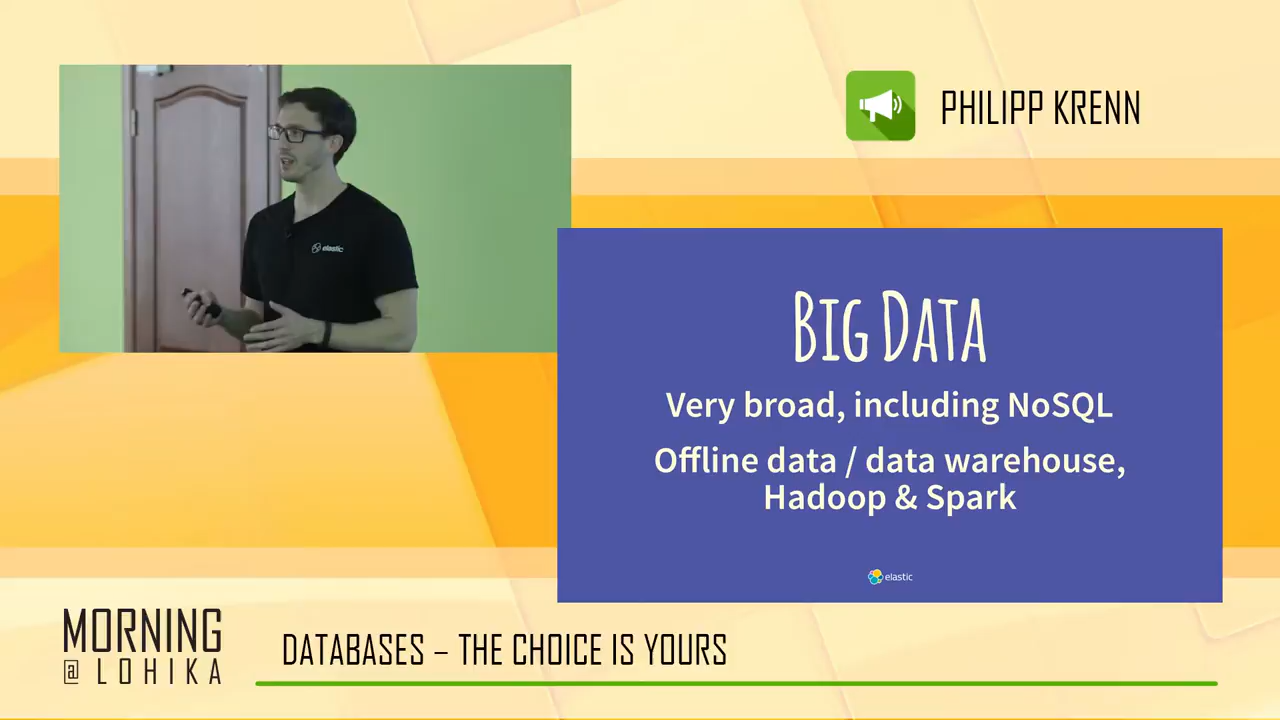 PHILIPP KRENN
elastic
BIG DATA
Very broad, including NoSQL
Offline data / data warehouse,
Hadoop & Spark
elastic
MORNING
@ LOHIKA
DATABASES – THE CHOICE IS YOURS